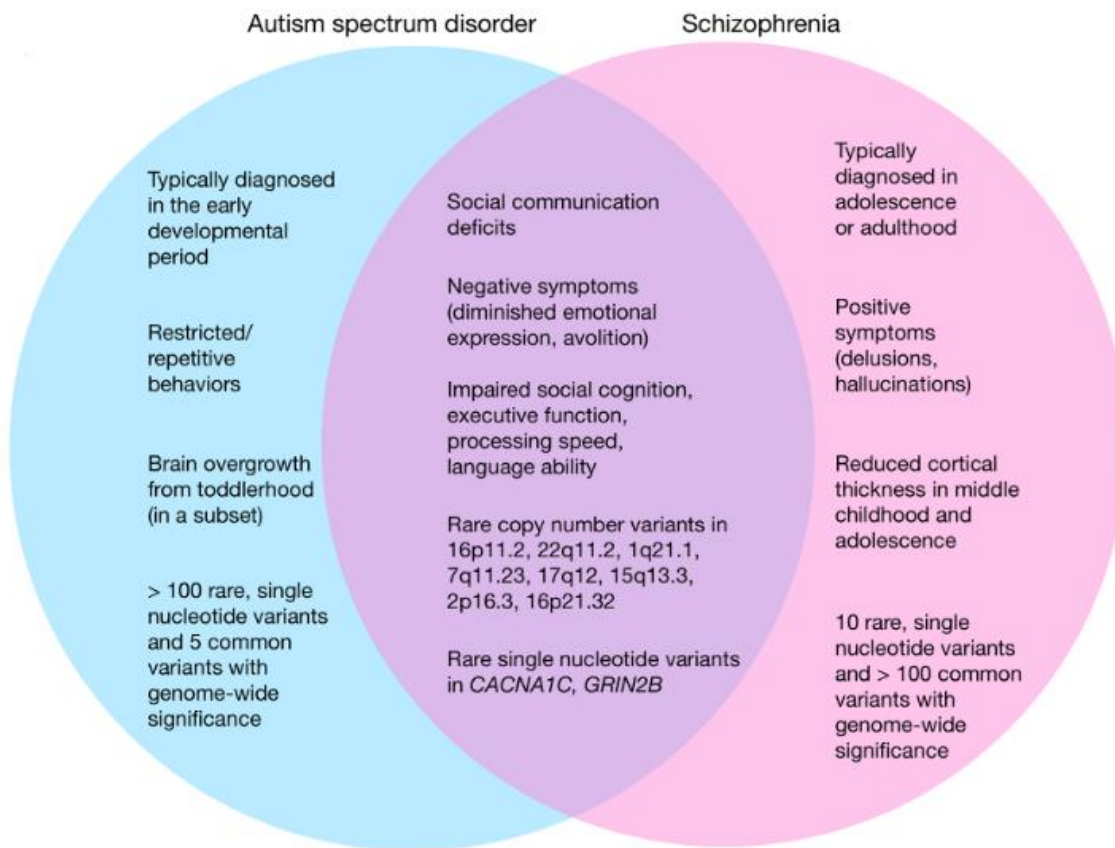 Autism spectrum disorder
Schizophrenia
Typically diagnosed
in the early
developmental
period
Restricted/
repetitive
behaviors
Brain overgrowth
from toddlerhood
(in a subset)
> 100 rare, single
nucleotide variants
and 5 common
variants with
genome-wide
significance
Social communication
deficits
Negative symptoms
(diminished emotional
expression, avolition)
Impaired social cognition,
executive function,
processing speed,
language ability
Rare copy number variants in
16p11.2, 22q11.2, 1q21.1,
7q11.23, 17q12, 15q13.3,
2p16.3, 16p21.32
Rare single nucleotide variants
in CACNA1C, GRIN2B
Typically
diagnosed in
adolescence
or adulthood
Positive
symptoms
(delusions,
hallucinations)
Reduced cortical
thickness in middle
childhood and
adolescence
10 rare, single
nucleotide variants
and > 100 common
variants with
genome-wide
significance